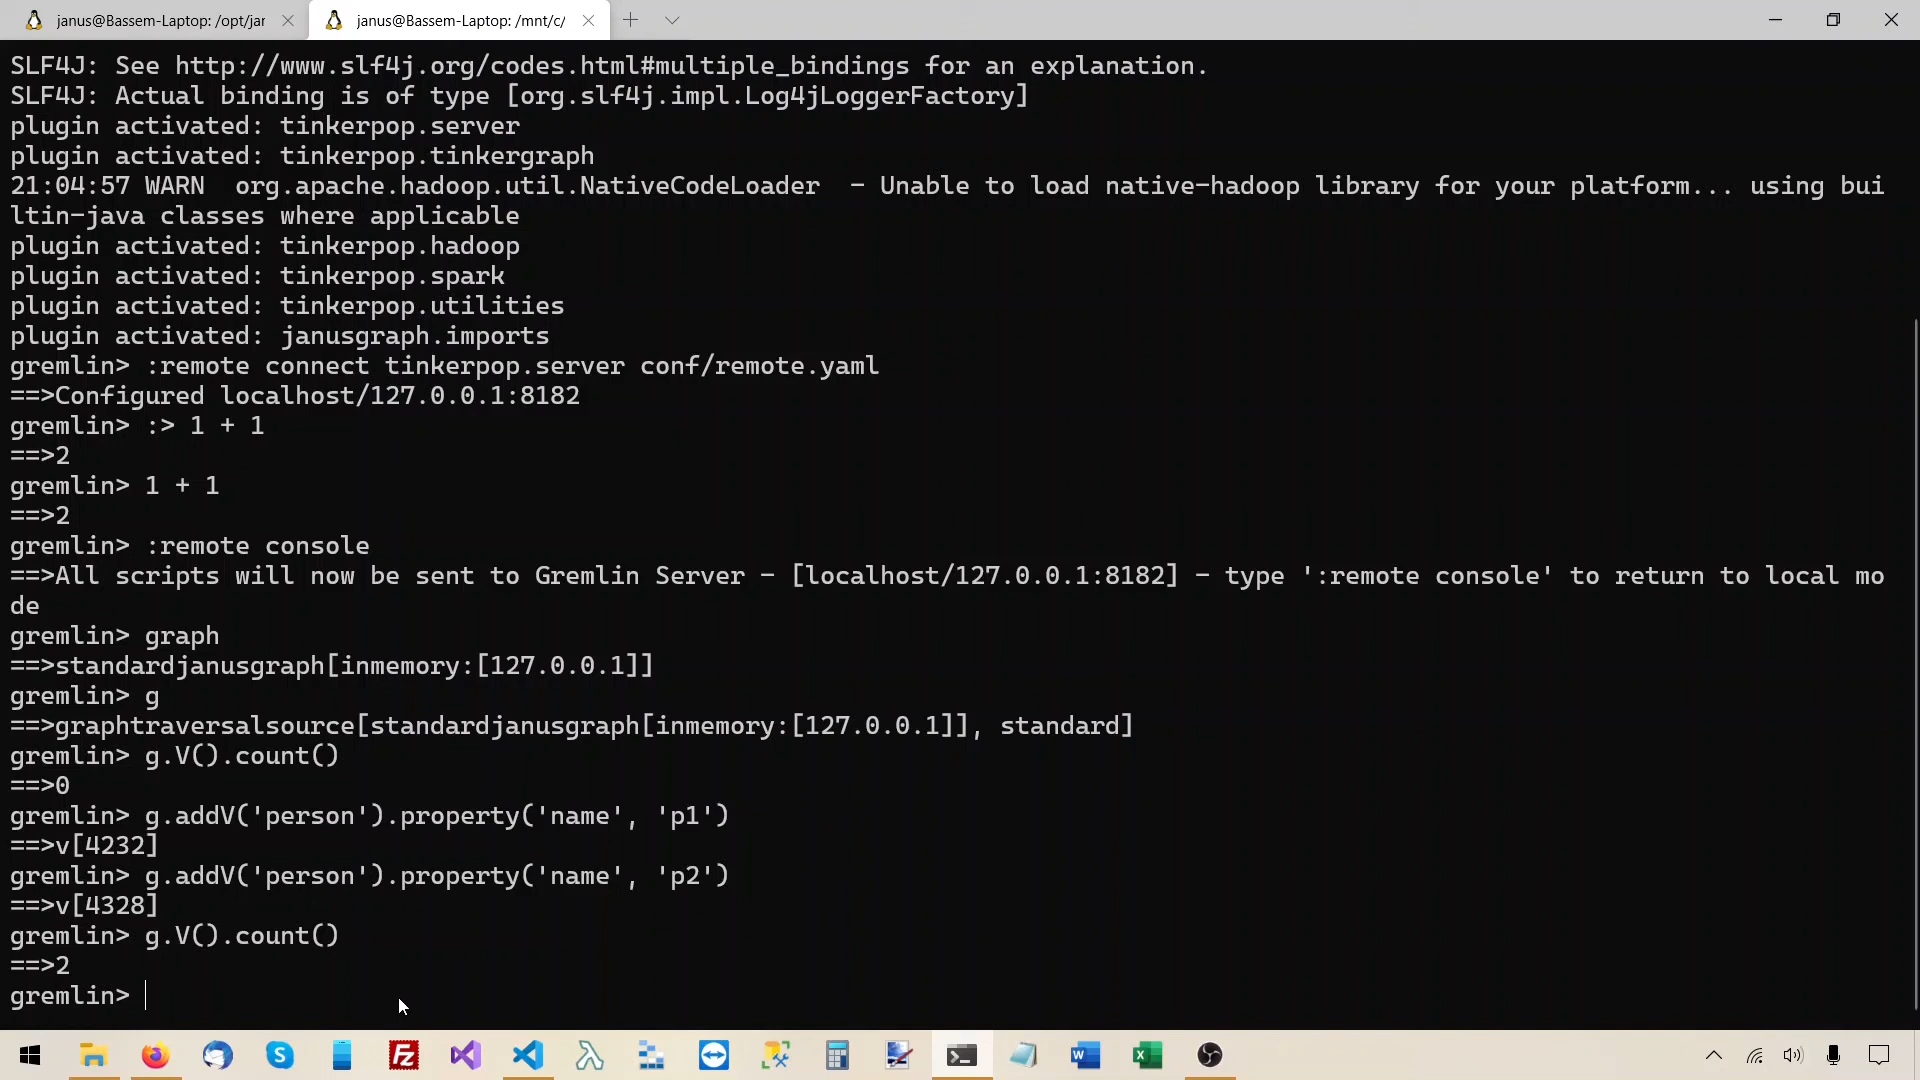 janus@Bassem-Laptop: /opt/jar
janus@Bassem-Laptop: /mnt/c/
SLF4J: See http://www.slf4j.org/codes.html#multiple_bindings for an explanation.
SLF4J: Actual binding is of type [org.slf4j.impl.Log4jLoggerFactory]
plugin activated: tinkerpop.server
plugin activated: tinkerpop.tinkergraph
21:04:57 WARN  org.apache.hadoop.util.NativeCodeLoader  - Unable to load native-hadoop library for your platform... using bui
ltin-java classes where applicable
plugin activated: tinkerpop.hadoop
plugin activated: tinkerpop.spark
plugin activated: tinkerpop.utilities
plugin activated: janusgraph.imports
gremlin> :remote connect tinkerpop.server conf/remote.yaml
==>Configured localhost/127.0.0.1:8182
gremlin> :> 1 + 1
==>2
gremlin> 1 + 1
==>2
gremlin> :remote console
==>All scripts will now be sent to Gremlin Server - [localhost/127.0.0.1:8182] - type ':remote console' to return to local mo
de
gremlin> graph
==>standardjanusgraph[inmemory:[127.0.0.1]]
gremlin> g
==>graphtraversalsource[standardjanusgraph[inmemory:[127.0.0.1]], standard]
gremlin> g.V().count()
==>0
gremlin> g.addV('person').property('name', 'p1')
==>v[4232]
gremlin> g.addV('person').property('name', 'p2')
==>v[4328]
gremlin> g.V().count()
==>2
gremlin>